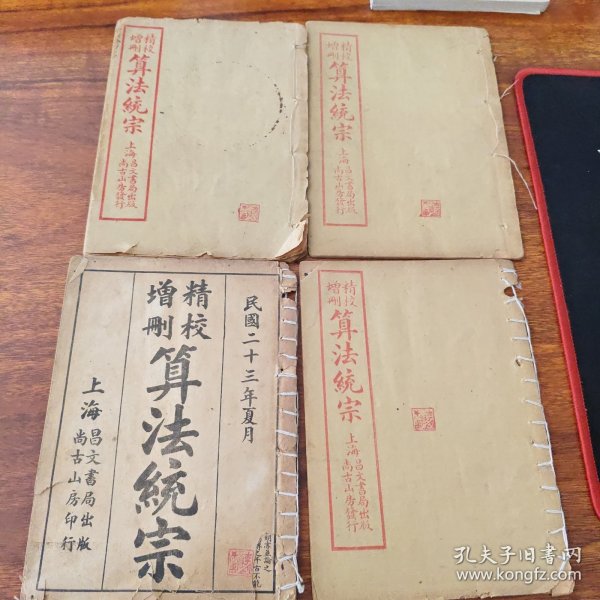 精校
增刪
算法統宗
上海
昌文書局出版
尚古山房發行
精校
增刪
算法統宗
上海
昌文書局出版
尚古山房發行
民國二十三年夏月
精校
增刪
算法統宗
上海
昌文書局出版
尚古山房印行
精校
增刪
算法統宗
上海
昌文書局出版
尚古山房發行
孔夫子旧书网
www.kongfz.com